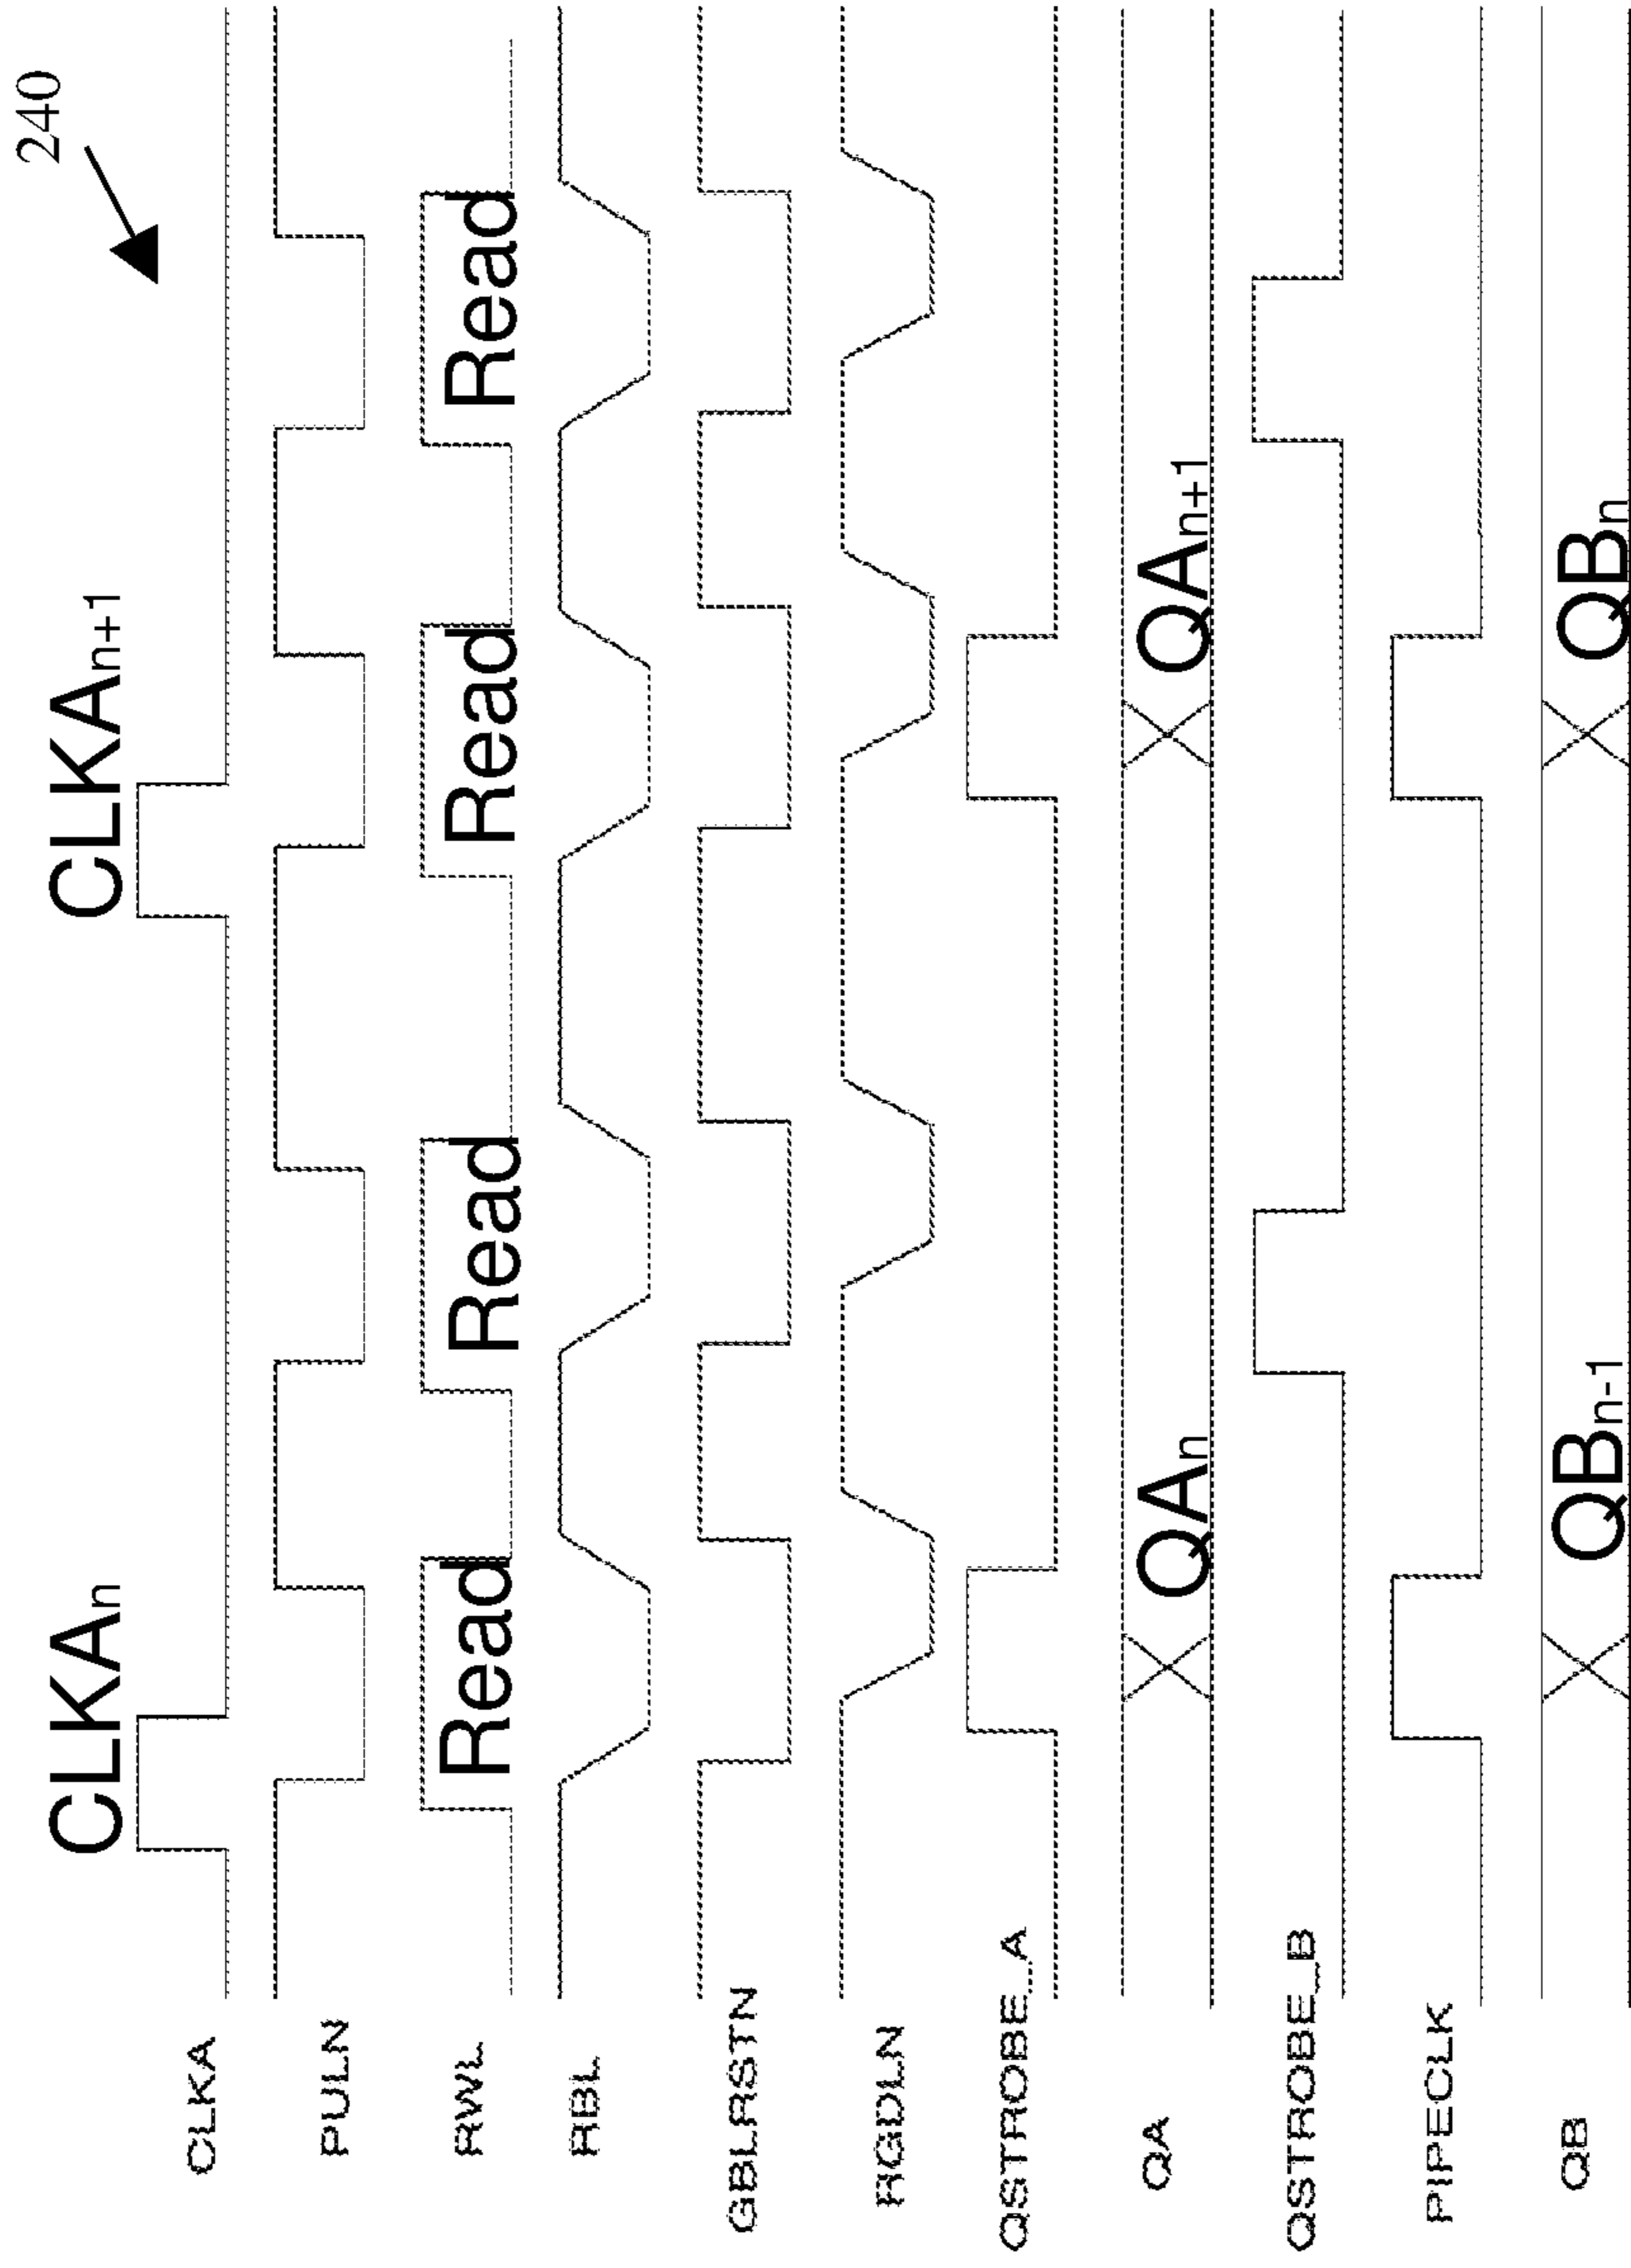 240
CLKAn CLKAn+1
CLKA
PULN
RWL Read Read Read Read
RBL
GBLRSTN
RGDLN
QSTROBE_A
QA QAn QAn+1
QSTROBE_B
PIPECLK
QB QBn-1 QBn